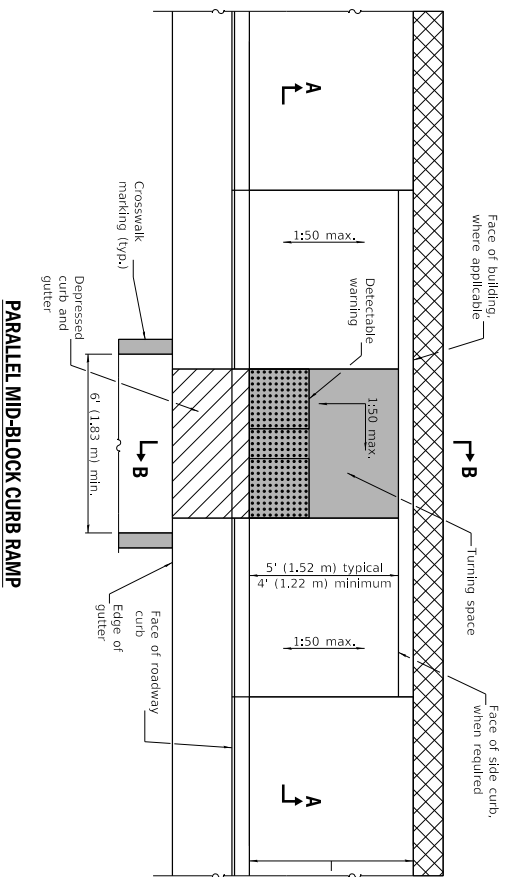 Face of building,
where applicable
B
Turning space
Face of side curb,
when required
A
A
1:50 max.
Detectable
warning
1:50 max.
5' (1.52 m) typical
4' (1.22 m) minimum
1:50 max.
Crosswalk
marking (typ.)
Depressed
curb and
gutter
6' (1.83 m) min.
B
Edge of
gutter
Face of roadway
curb
PARALLEL MID-BLOCK CURB RAMP